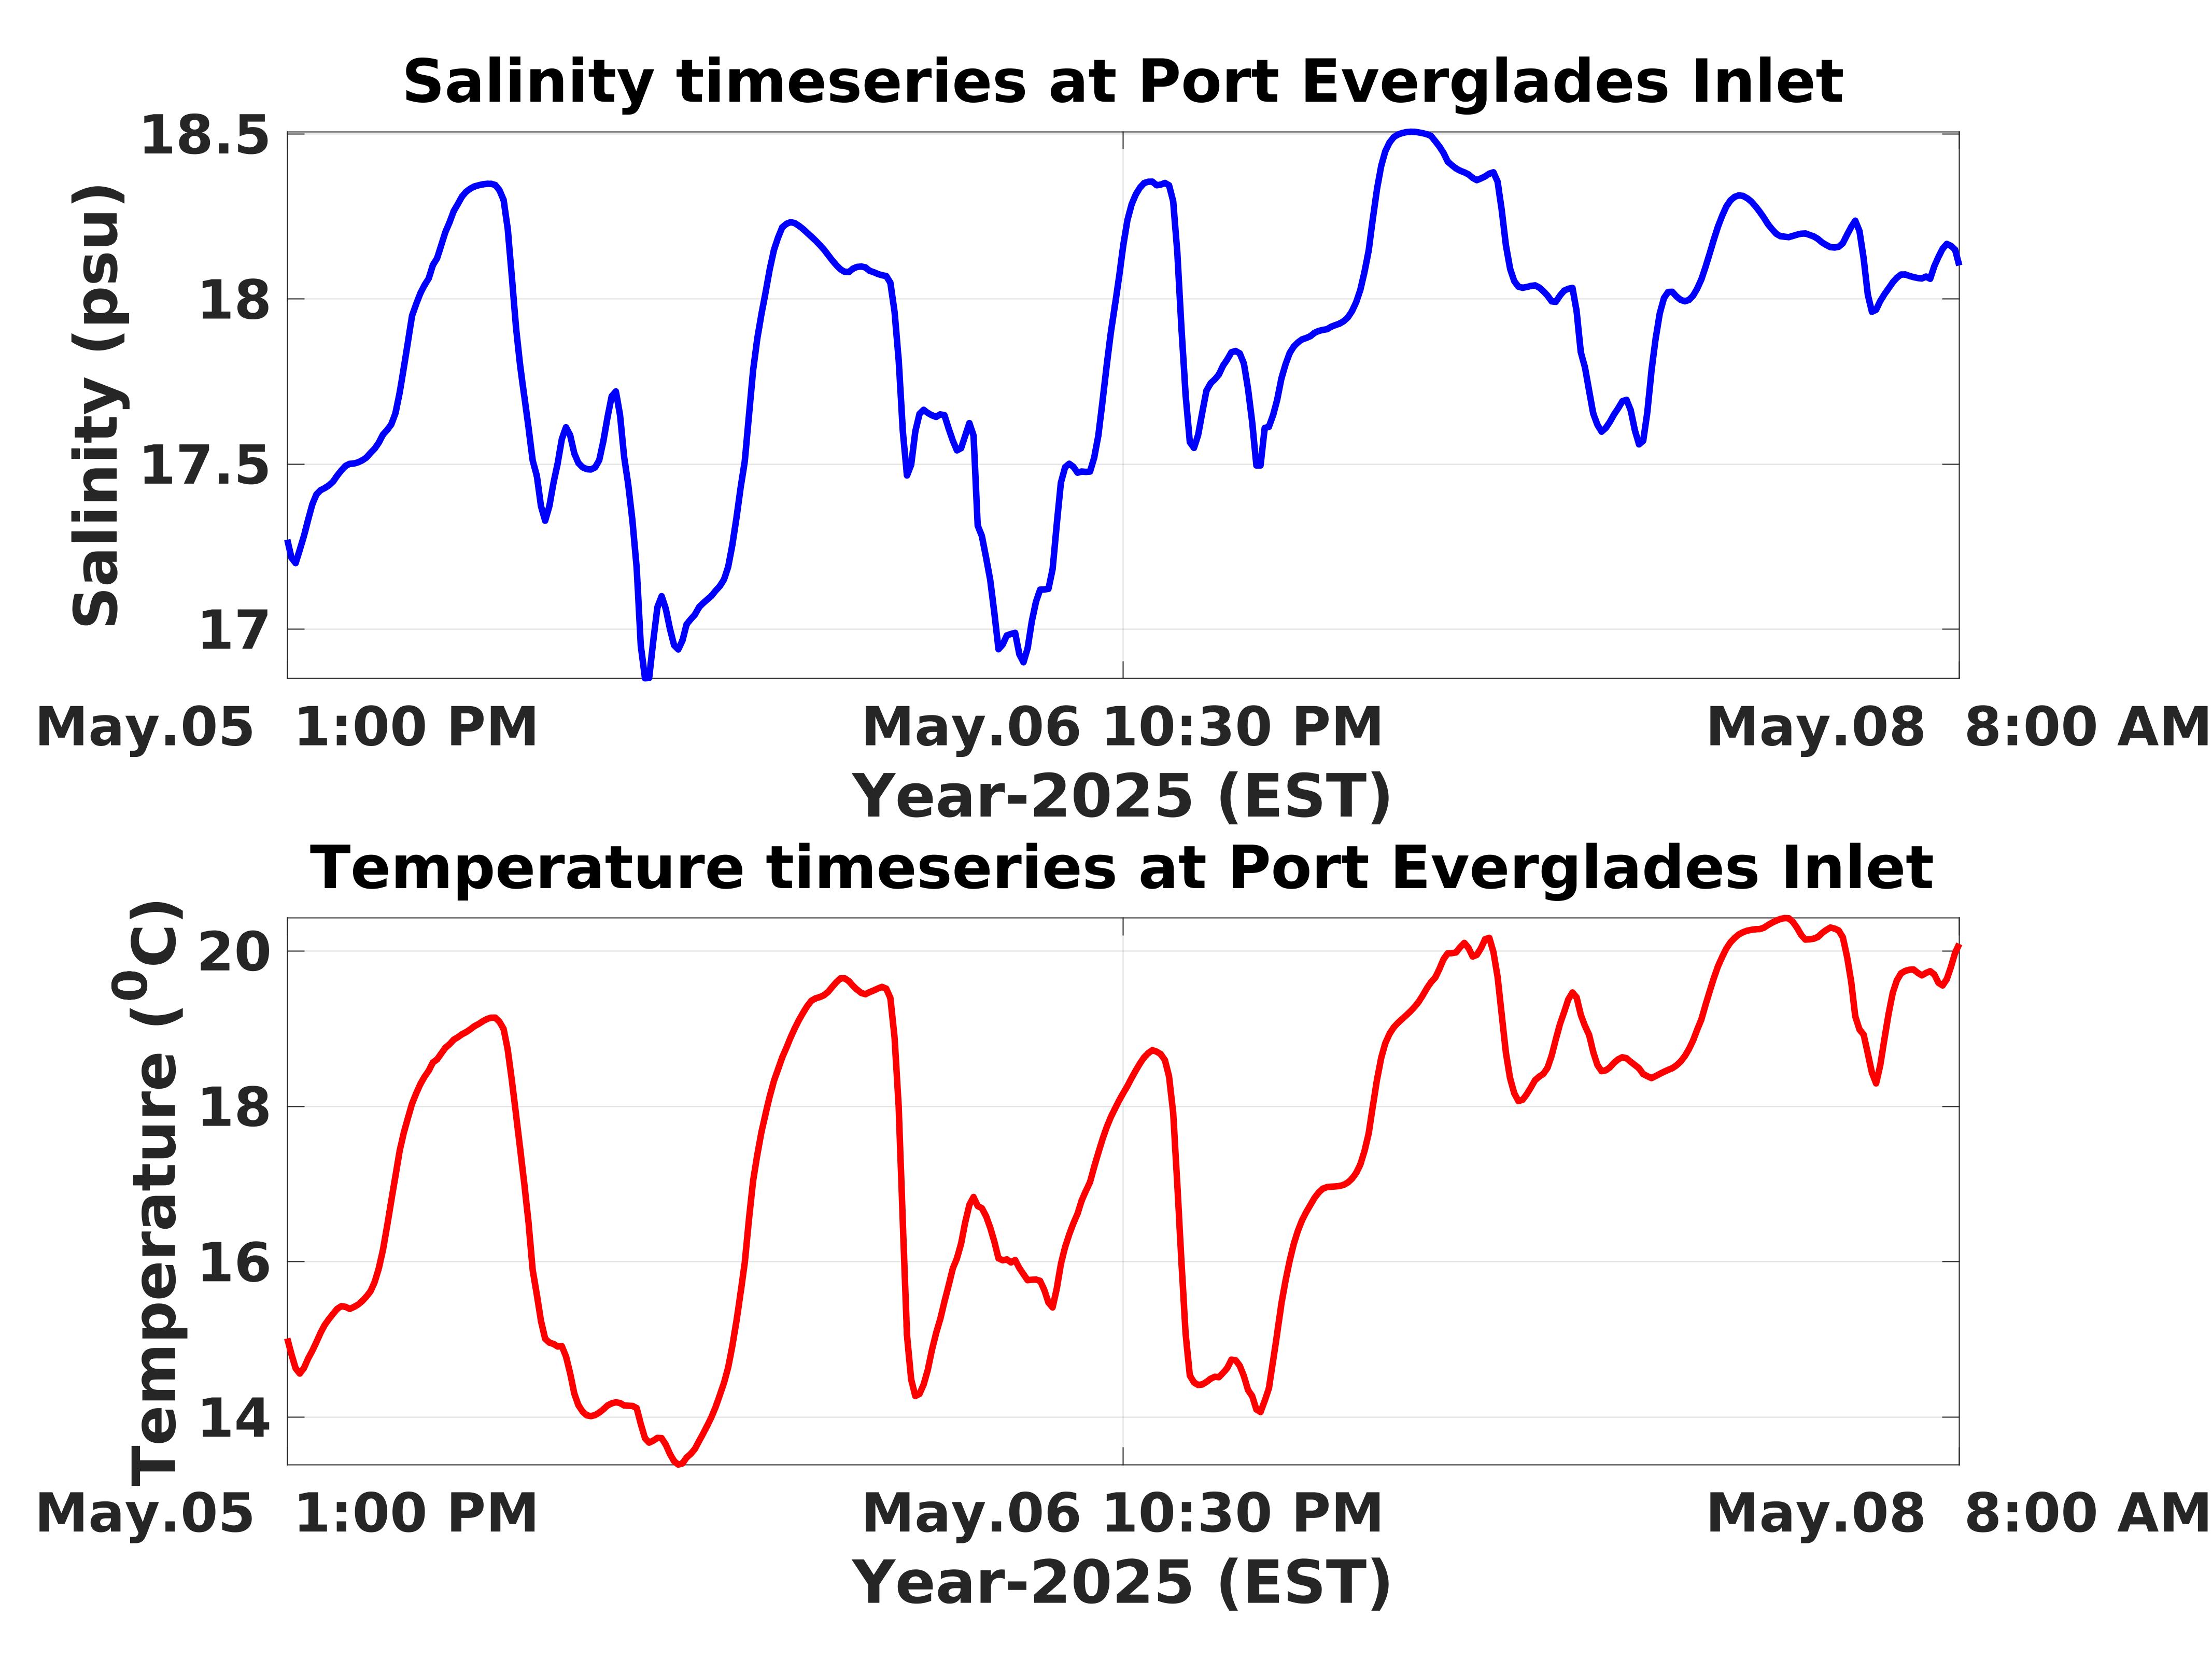 Salinity timeseries at Port Everglades Inlet
Salinity (psu)
18.5
18
17.5
17
May.05  1:00 PM
May.06 10:30 PM
May.08  8:00 AM
Year-2025 (EST)
Temperature timeseries at Port Everglades Inlet
Temperature (⁰C)
20
18
16
14
May.05  1:00 PM
May.06 10:30 PM
May.08  8:00 AM
Year-2025 (EST)